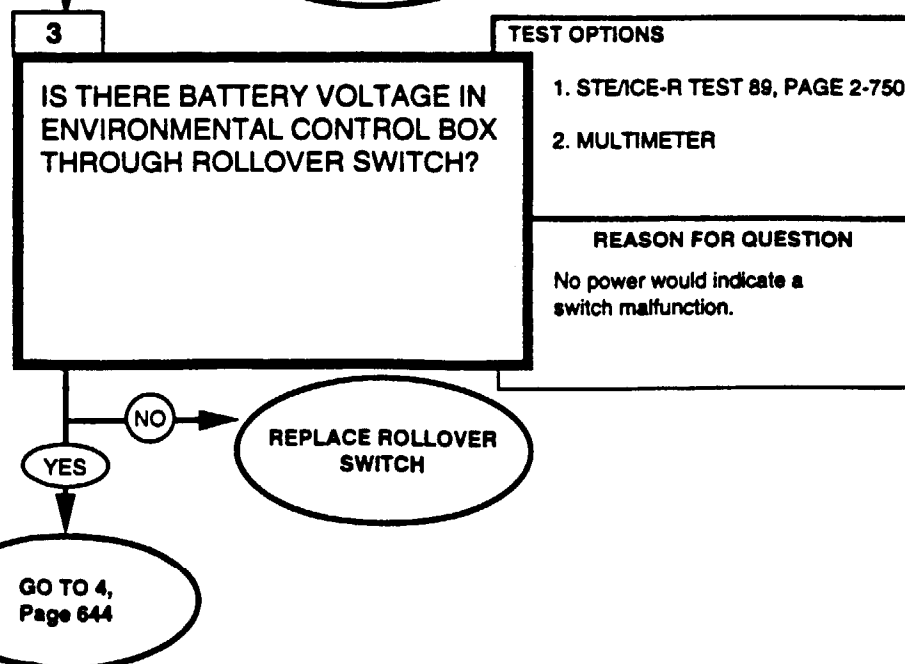 3
IS THERE BATTERY VOLTAGE IN
ENVIRONMENTAL CONTROL BOX
THROUGH ROLLOVER SWITCH?
TEST OPTIONS
1. STE/ICE-R TEST 89, PAGE 2-750
2. MULTIMETER
REASON FOR QUESTION
No power would indicate a
switch malfunction.
NO
REPLACE ROLLOVER
SWITCH
YES
GO TO 4,
Page 644